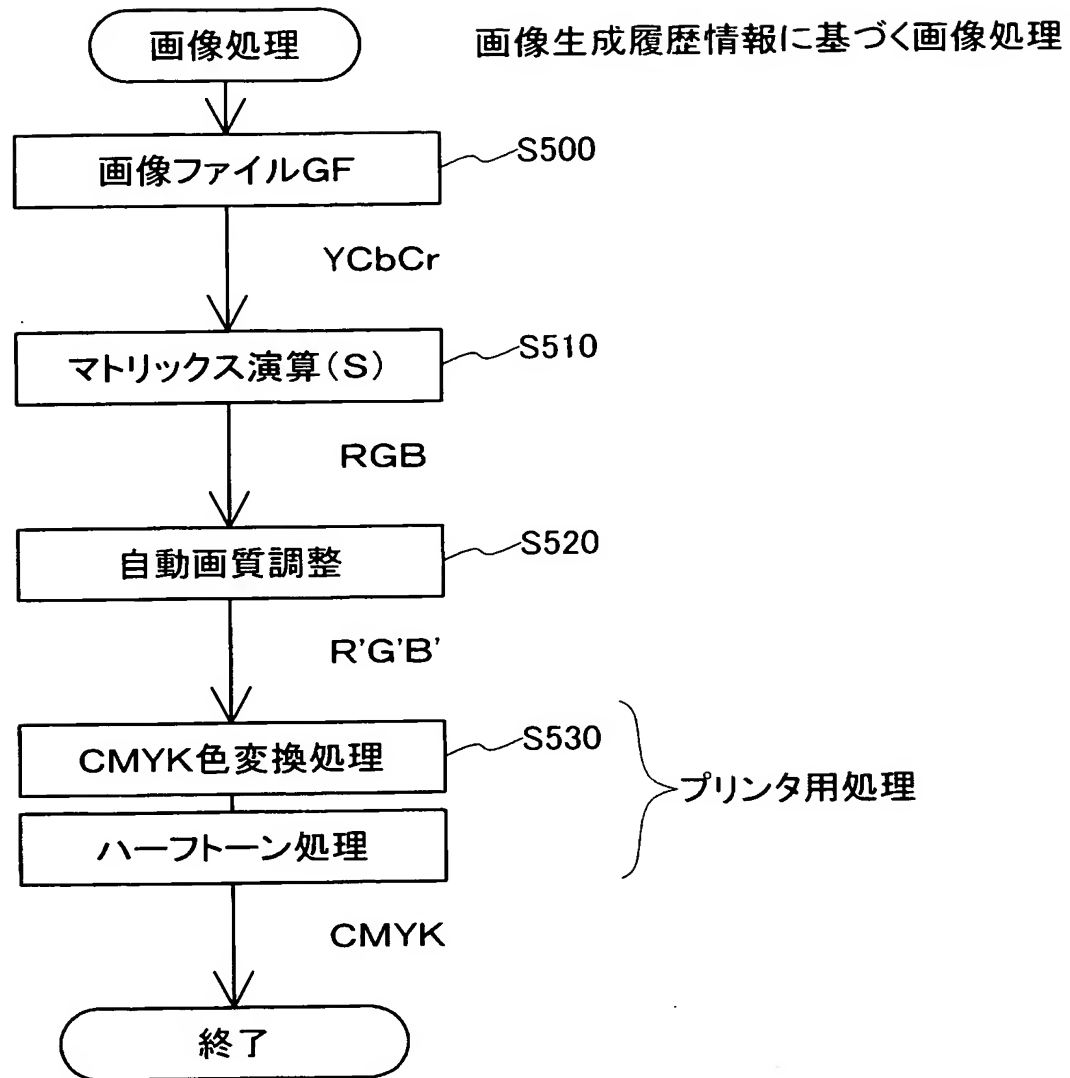 画像処理
画像生成履歴情報に基づく画像処理
画像ファイルGF
S500
YCbCr
マトリックス演算(S)
S510
RGB
自動画質調整
S520
R'G'B'
CMYK色変換処理
S530
プリンタ用処理
ハーフトーン処理
CMYK
終了